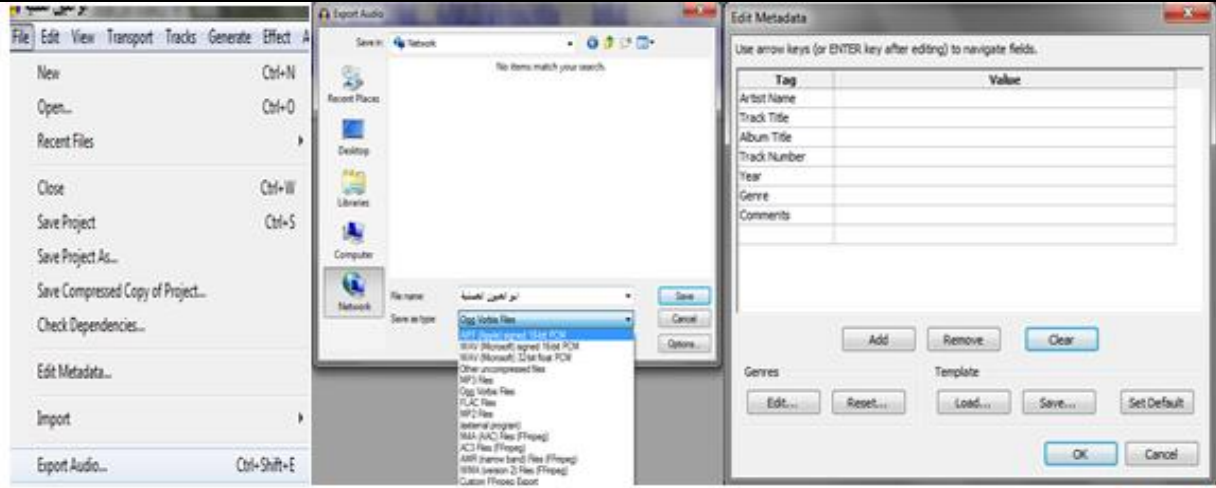 File Edit View Transport Tracks Generate Effect A
New Ctrl+N
Open... Ctrl+O
Recent Files
Close Ctrl+W
Save Project Ctrl+S
Save Project As...
Save Compressed Copy of Project...
Check Dependencies...
Edit Metadata...
Import
Export Audio... Ctrl+Shift+E
Export Audio
Save in: Network
No items match your search.
Recent Places
Desktop
Libraries
Computer
Network
File name:
Save
Save as type: Ogg Vorbis Files
Cancel
Options...
AIFF (Apple) signed 16-bit PCM
WAV (Microsoft) signed 16-bit PCM
WAV (Microsoft) 32-bit float PCM
Other uncompressed files
MP3 Files
Ogg Vorbis Files
FLAC Files
MP2 Files
(external program)
M4A (AAC) Files (FFmpeg)
AC3 Files (FFmpeg)
AMR (narrow band) Files (FFmpeg)
WMA (version 2) Files (FFmpeg)
Custom FFmpeg Export
Edit Metadata
Use arrow keys (or ENTER key after editing) to navigate fields.
Tag Value
Artist Name
Track Title
Album Title
Track Number
Year
Genre
Comments
Add Remove Clear
Genres Template
Edit... Reset... Load... Save... Set Default
OK Cancel